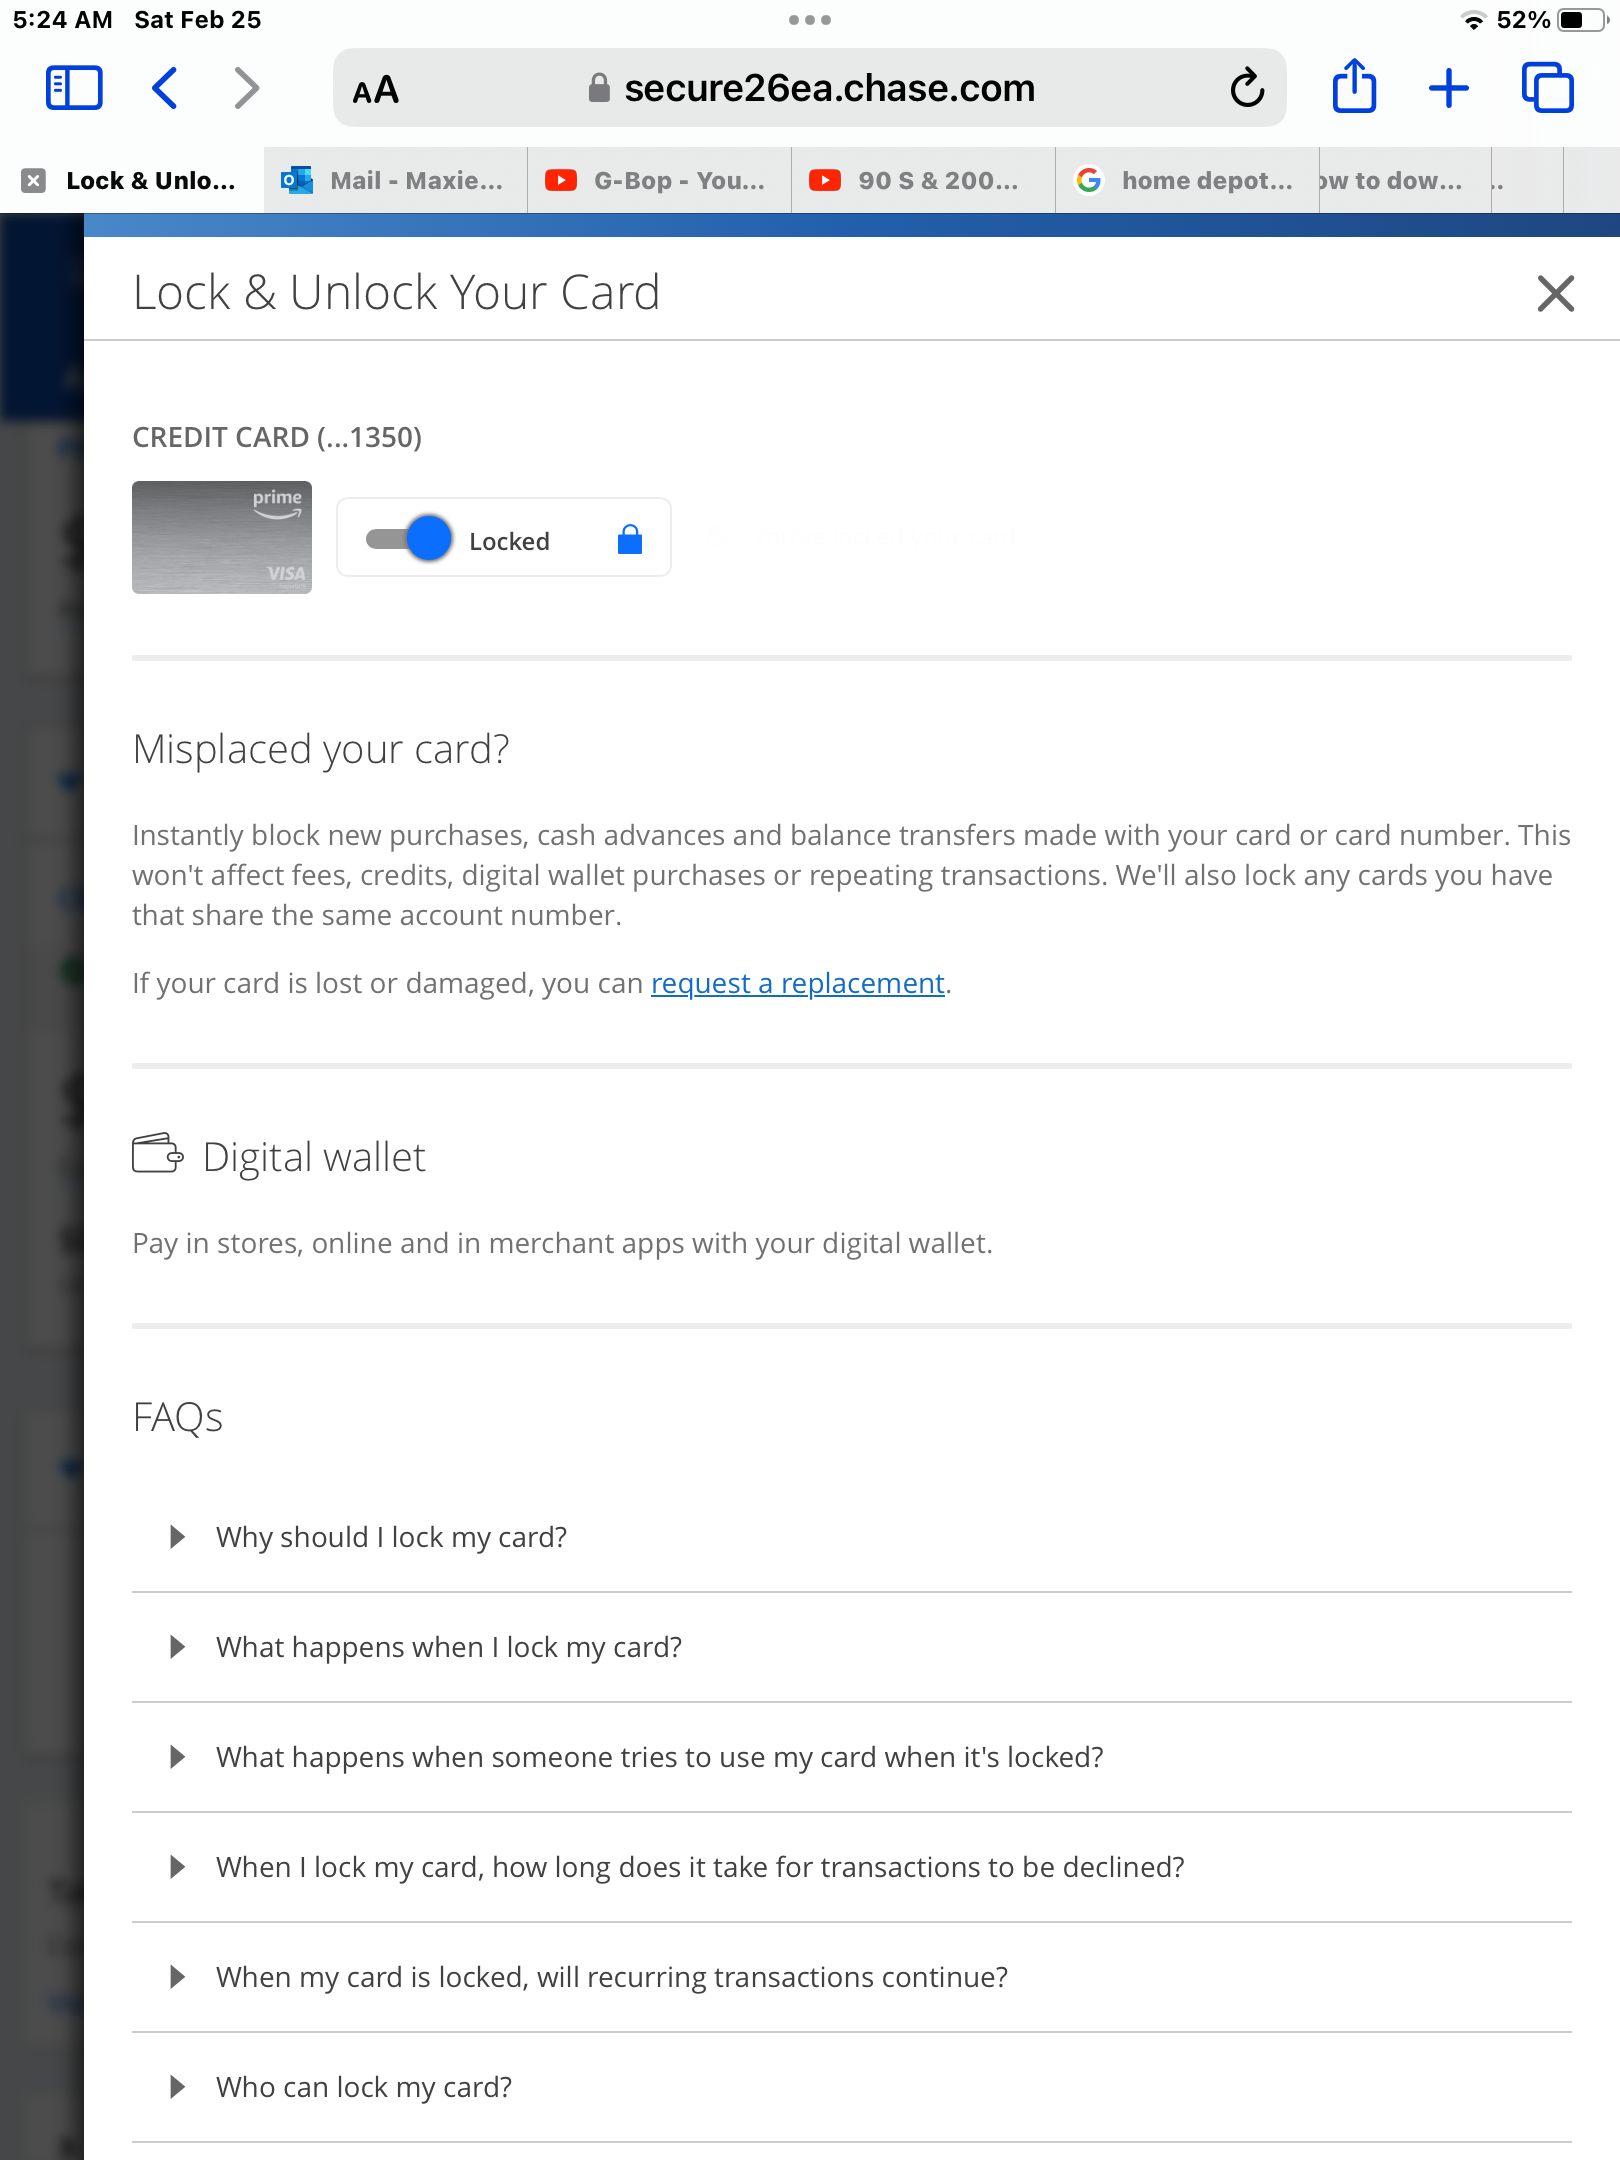 5:24 AM Sat Feb 25
52%
AA
secure26ea.chase.com
Lock & Unlo...
Mail - Maxie...
G-Bop - You...
90 S & 200...
home depot...
ow to dow...
..
Lock & Unlock Your Card
CREDIT CARD (...1350)
prime
VISA
Locked
Misplaced your card?
Instantly block new purchases, cash advances and balance transfers made with your card or card number. This
won't affect fees, credits, digital wallet purchases or repeating transactions. We'll also lock any cards you have
that share the same account number.
If your card is lost or damaged, you can request a replacement.
Digital wallet
Pay in stores, online and in merchant apps with your digital wallet.
FAQs
Why should I lock my card?
What happens when I lock my card?
What happens when someone tries to use my card when it's locked?
When I lock my card, how long does it take for transactions to be declined?
When my card is locked, will recurring transactions continue?
Who can lock my card?